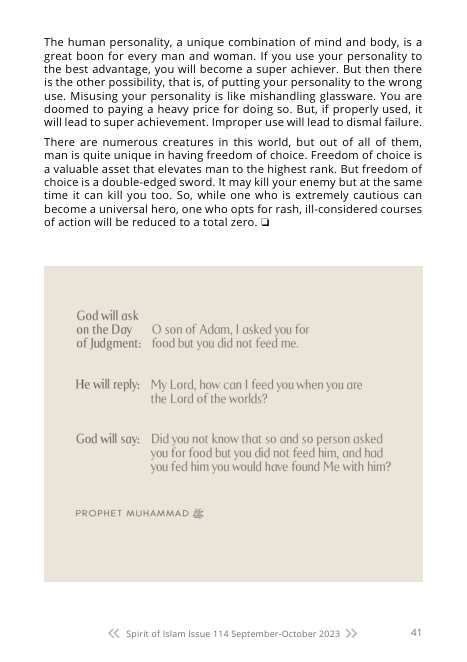 The human personality, a unique combination of mind and body, is a
great boon for every man and woman. If you use your personality to
the best advantage, you will become a super achiever. But then there
is the other possibility, that is, of putting your personality to the wrong
use. Misusing your personality is like mishandling glassware. You are
doomed to paying a heavy price for doing so. But, if properly used, it
will lead to super achievement. Improper use will lead to dismal failure.
There are numerous creatures in this world, but out of all of them,
man is quite unique in having freedom of choice. Freedom of choice is
a valuable asset that elevates man to the highest rank. But freedom of
choice is a double-edged sword. It may kill your enemy but at the same
time it can kill you too. So, while one who is extremely cautious can
become a universal hero, one who opts for rash, ill-considered courses
of action will be reduced to a total zero. ❑
God will ask
on the Day O son of Adam, I asked you for
of Judgment: food but you did not feed me.
He will reply: My Lord, how can I feed you when you are
the Lord of the worlds?
God will say: Did you not know that so and so person asked
you for food but you did not feed him, and had
you fed him you would have found Me with him?
PROPHET MUHAMMAD ﷺ
Spirit of Islam Issue 114 September-October 2023 41